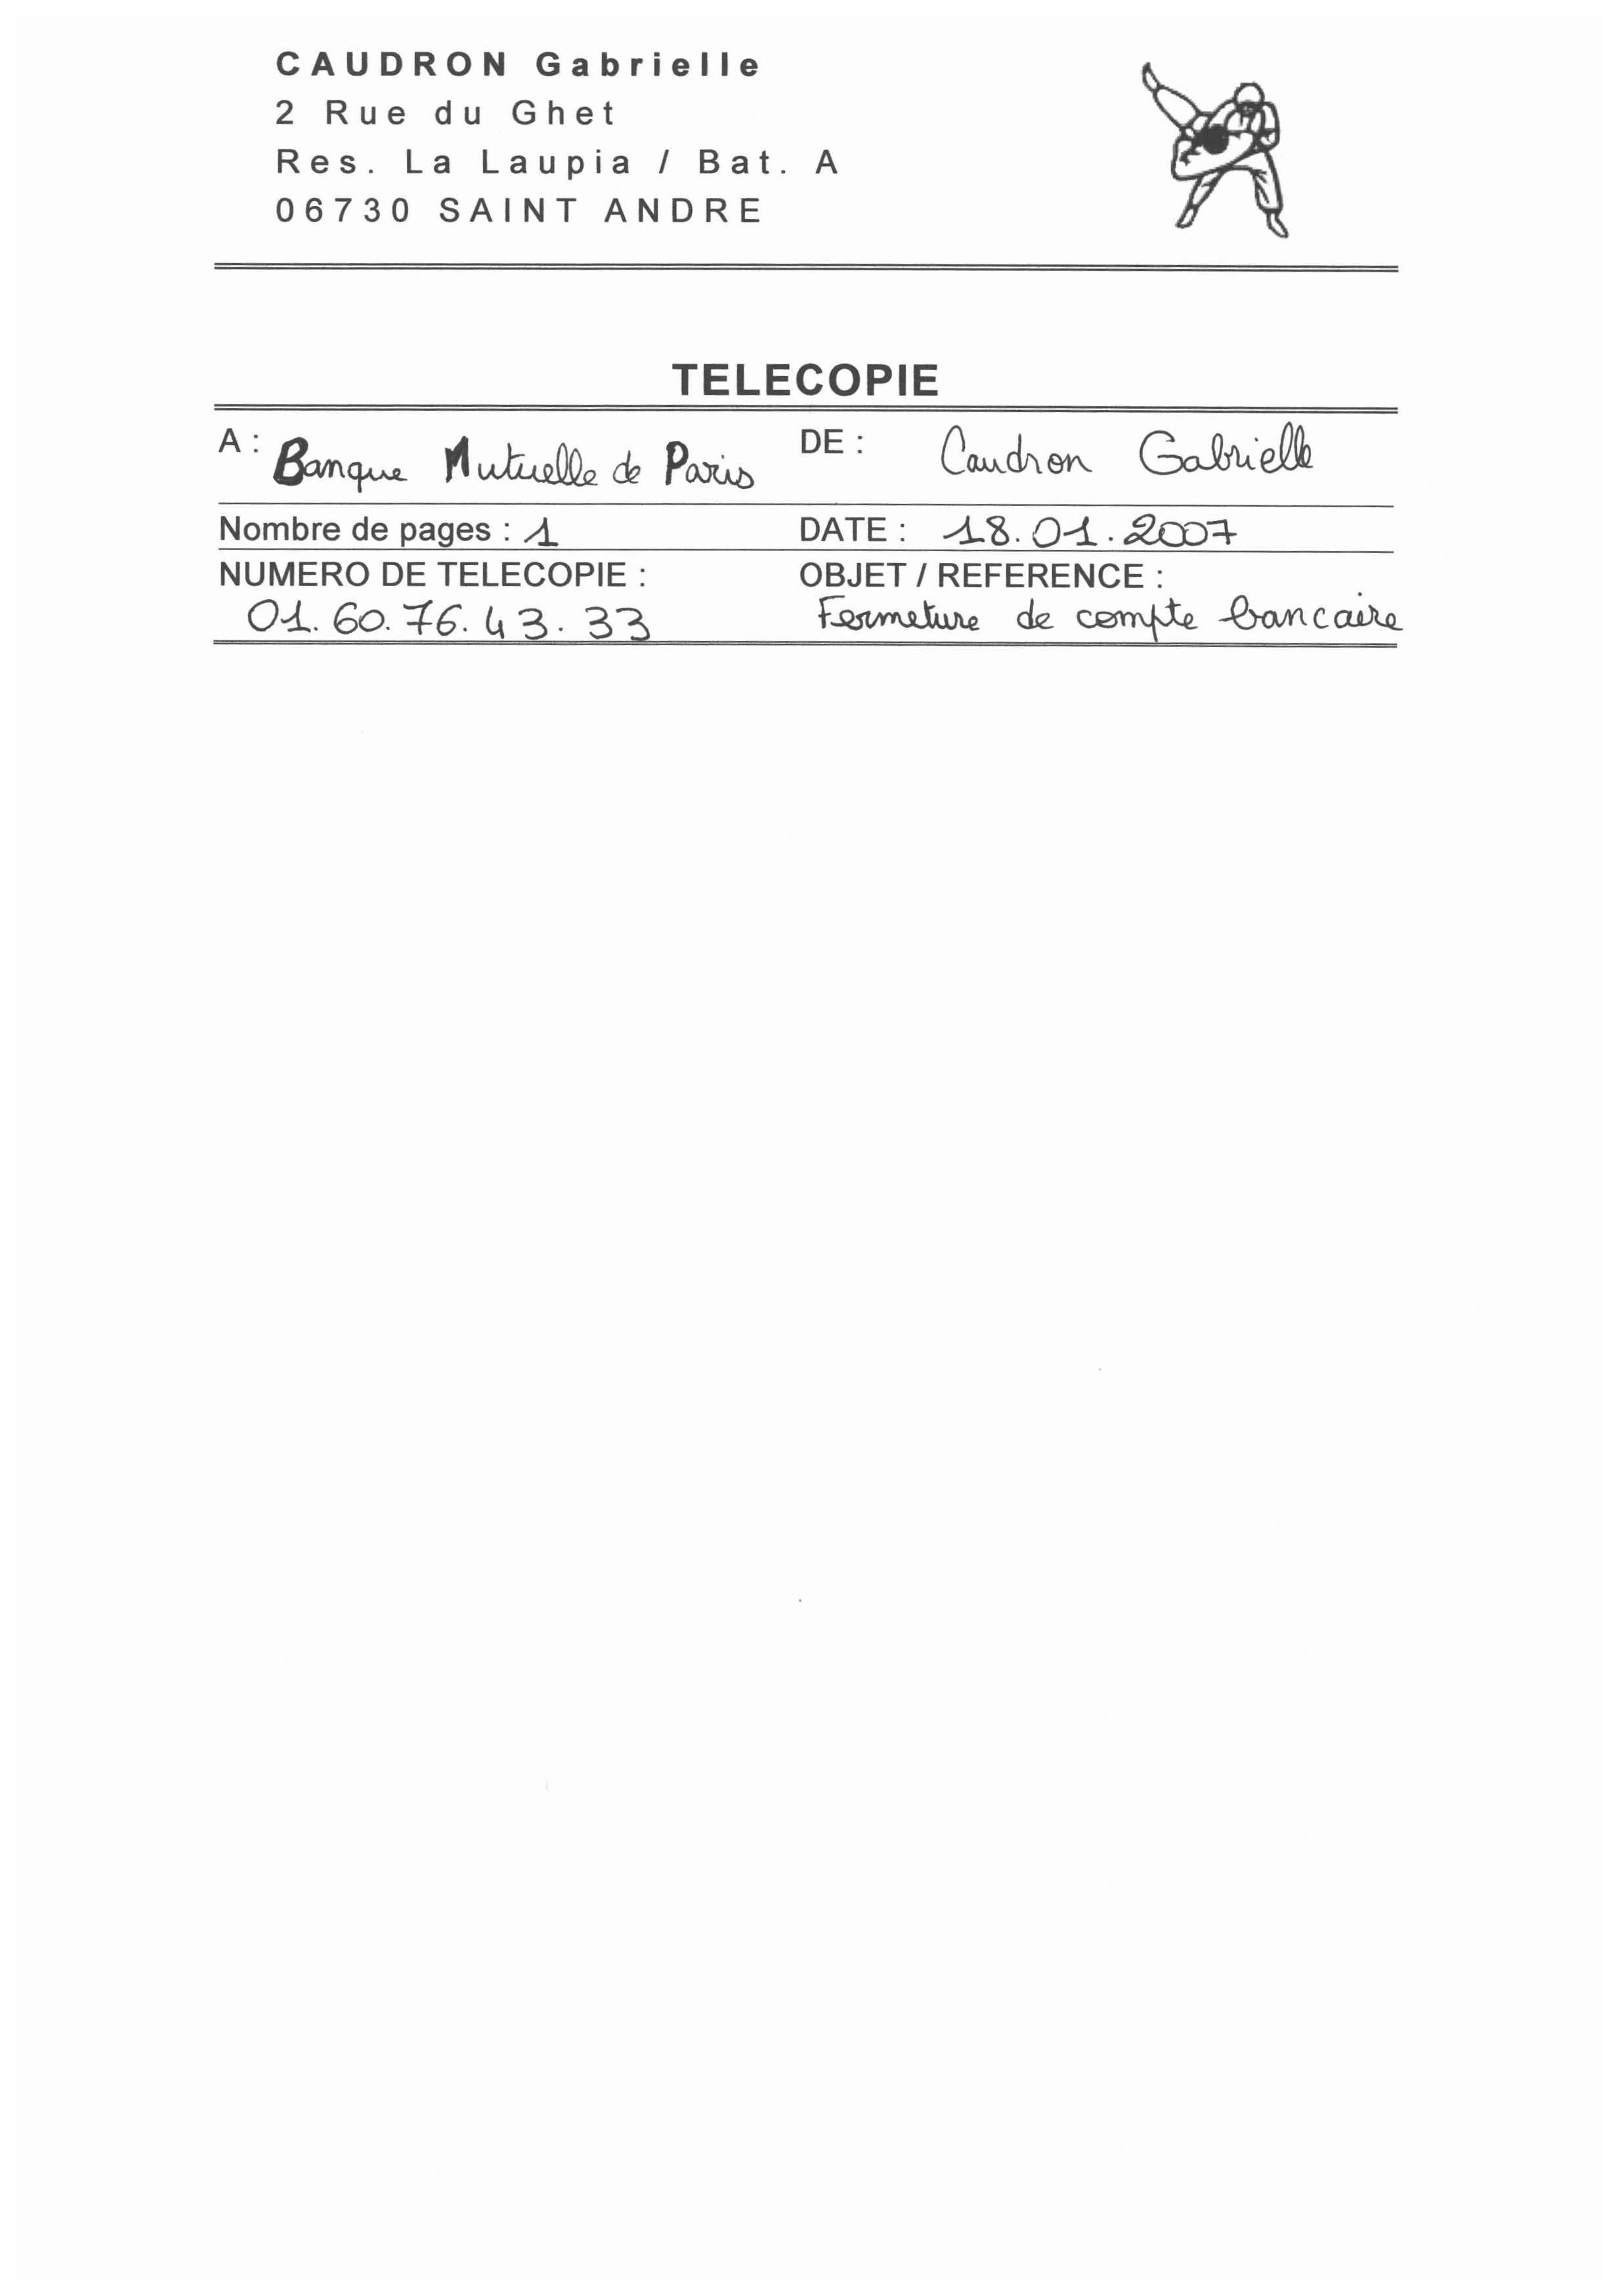 CAUDRON Gabrielle
2 Rue du Ghet
Res. La Laupia / Bat. A
06730 SAINT ANDRE
TELECOPIE
A : Banque Mutuelle de Paris DE : Caudron Gabrielle
Nombre de pages : 1 DATE : 18.01.2007
NUMERO DE TELECOPIE : OBJET / REFERENCE :
01.60.76.43.33 Fermeture de compte bancaire